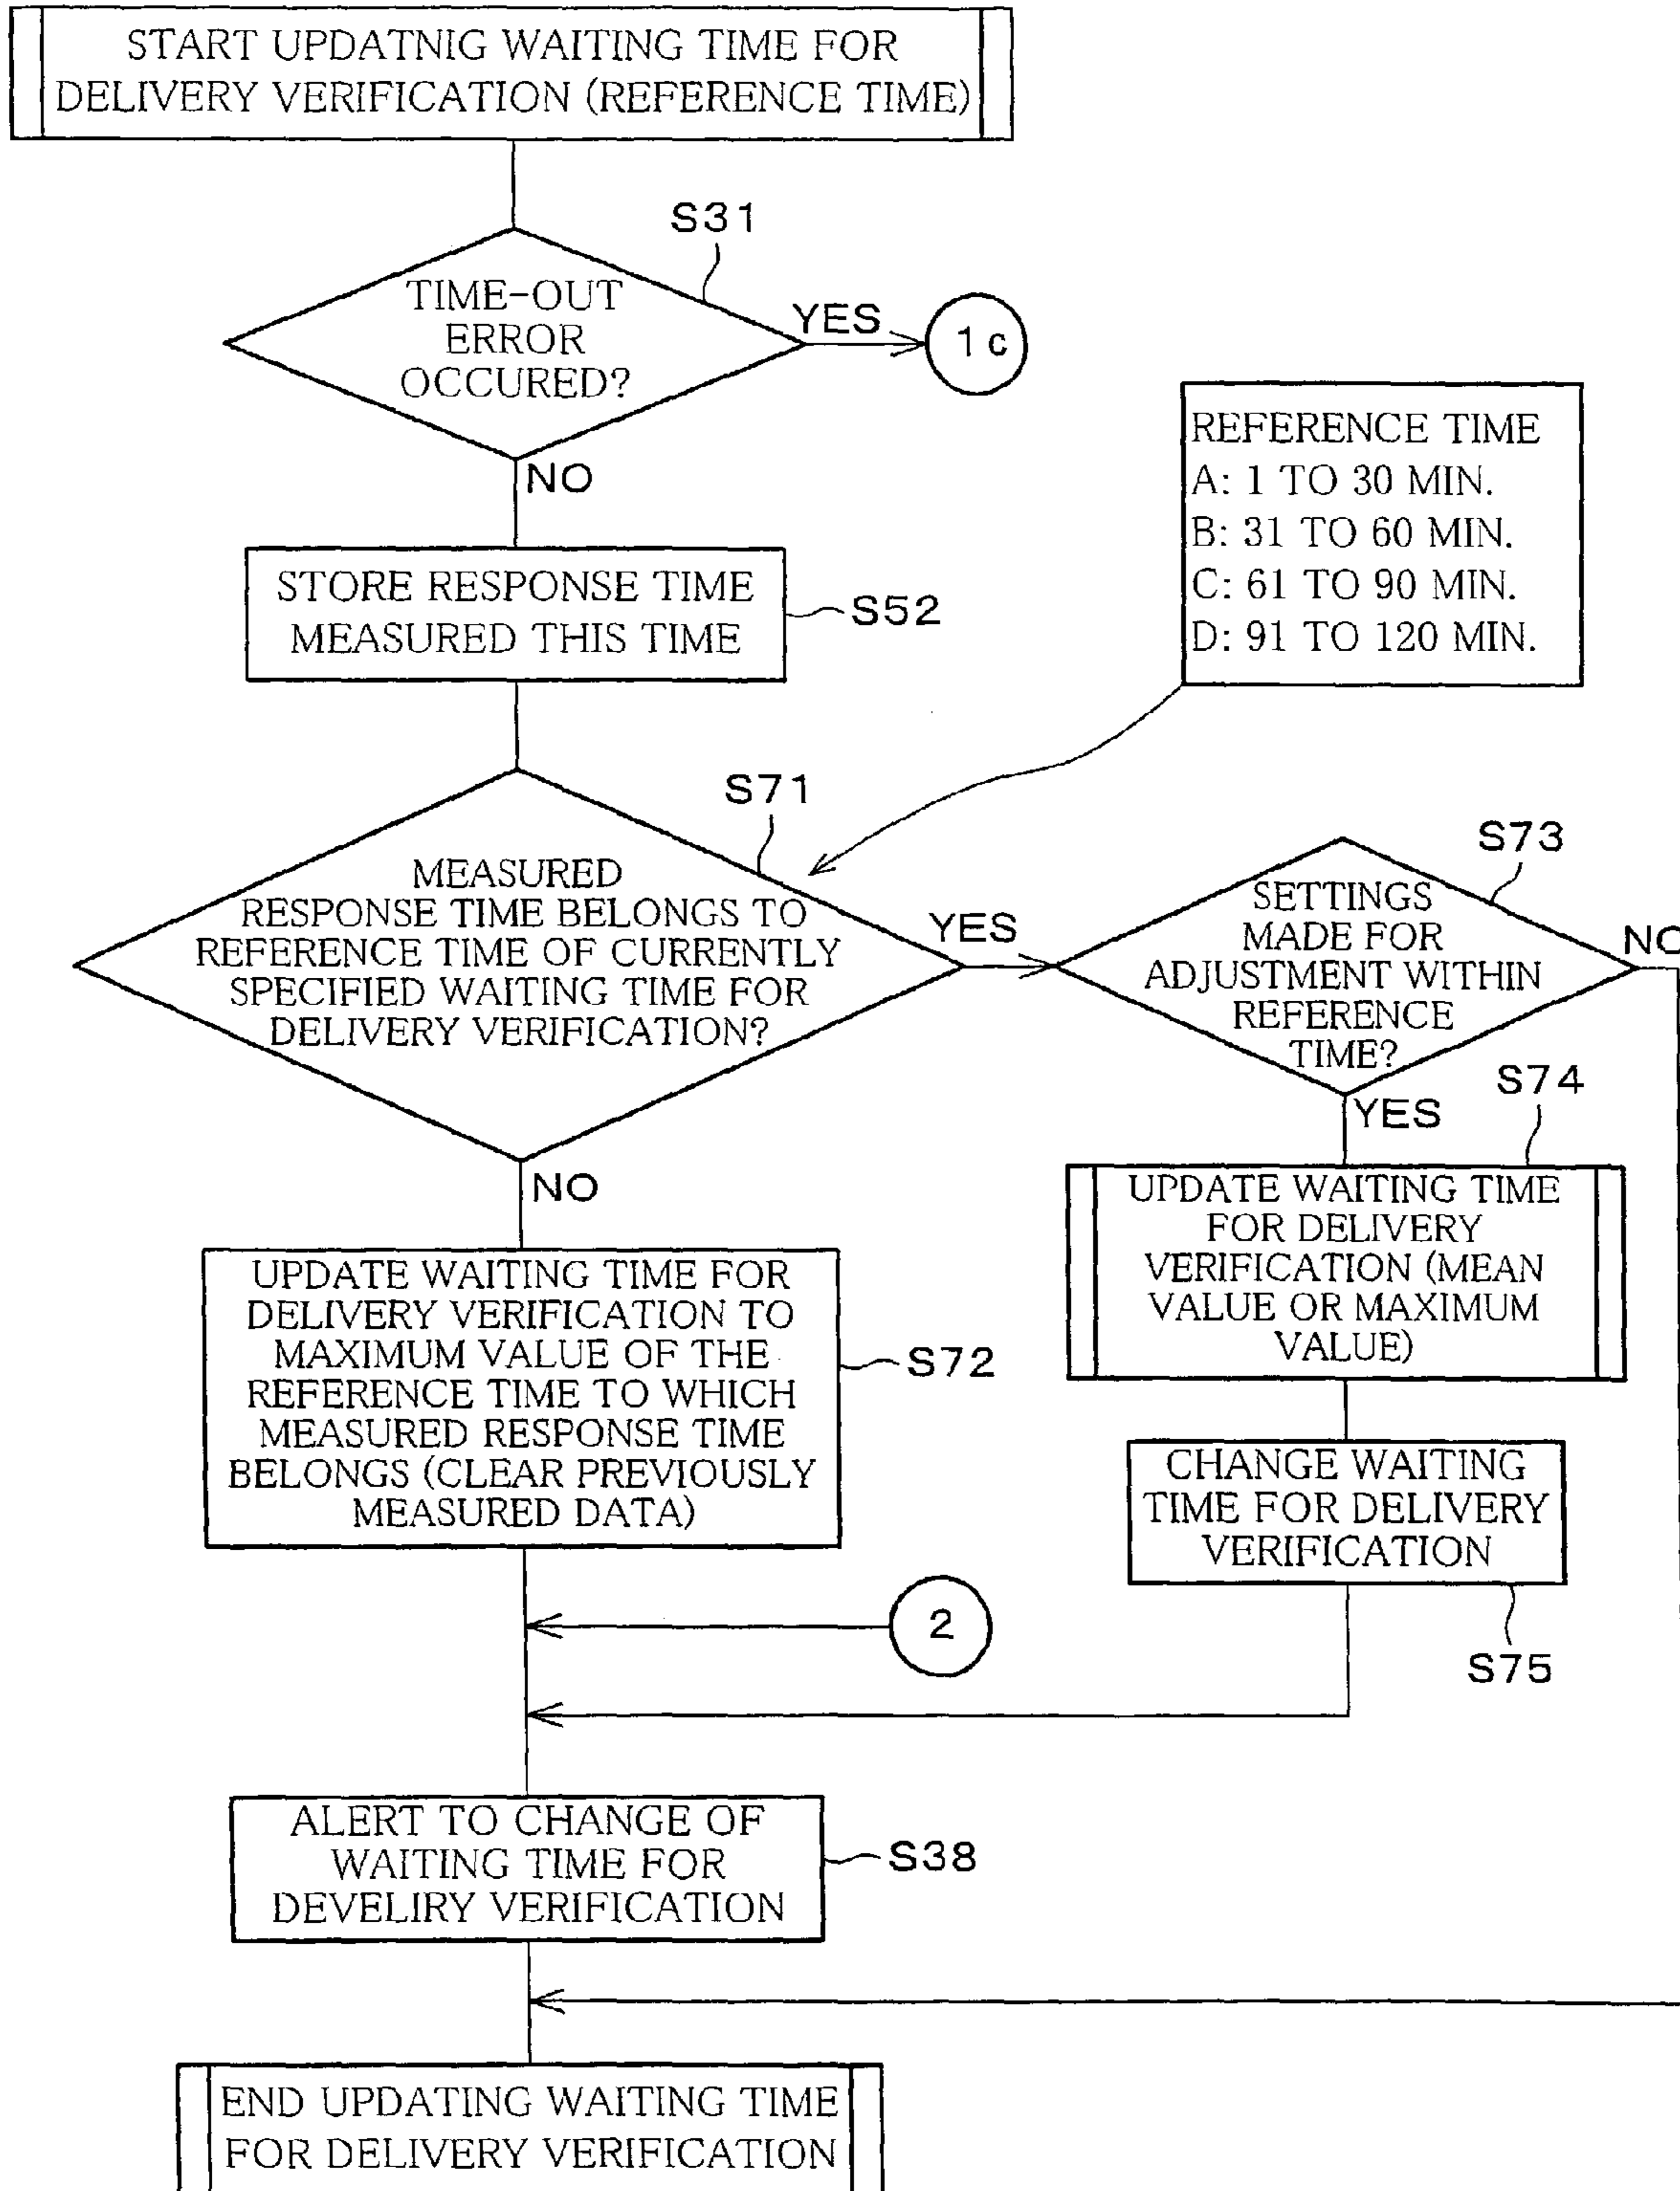 START UPDATNIG WAITING TIME FOR
DELIVERY VERIFICATION (REFERENCE TIME)
S31
TIME-OUT
ERROR
OCCURED?
YES
1c
NO
REFERENCE TIME
A: 1 TO 30 MIN.
B: 31 TO 60 MIN.
C: 61 TO 90 MIN.
D: 91 TO 120 MIN.
STORE RESPONSE TIME
MEASURED THIS TIME
S52
S71
MEASURED
RESPONSE TIME BELONGS TO
REFERENCE TIME OF CURRENTLY
SPECIFIED WAITING TIME FOR
DELIVERY VERIFICATION?
YES
S73
SETTINGS
MADE FOR
ADJUSTMENT WITHIN
REFERENCE
TIME?
NO
S74
YES
NO
UPDATE WAITING TIME
FOR DELIVERY
VERIFICATION (MEAN
VALUE OR MAXIMUM
VALUE)
UPDATE WAITING TIME FOR
DELIVERY VERIFICATION TO
MAXIMUM VALUE OF THE
REFERENCE TIME TO WHICH
MEASURED RESPONSE TIME
BELONGS (CLEAR PREVIOUSLY
MEASURED DATA)
S72
CHANGE WAITING
TIME FOR DELIVERY
VERIFICATION
S75
2
ALERT TO CHANGE OF
WAITING TIME FOR
DEVELIRY VERIFICATION
S38
END UPDATING WAITING TIME
FOR DELIVERY VERIFICATION